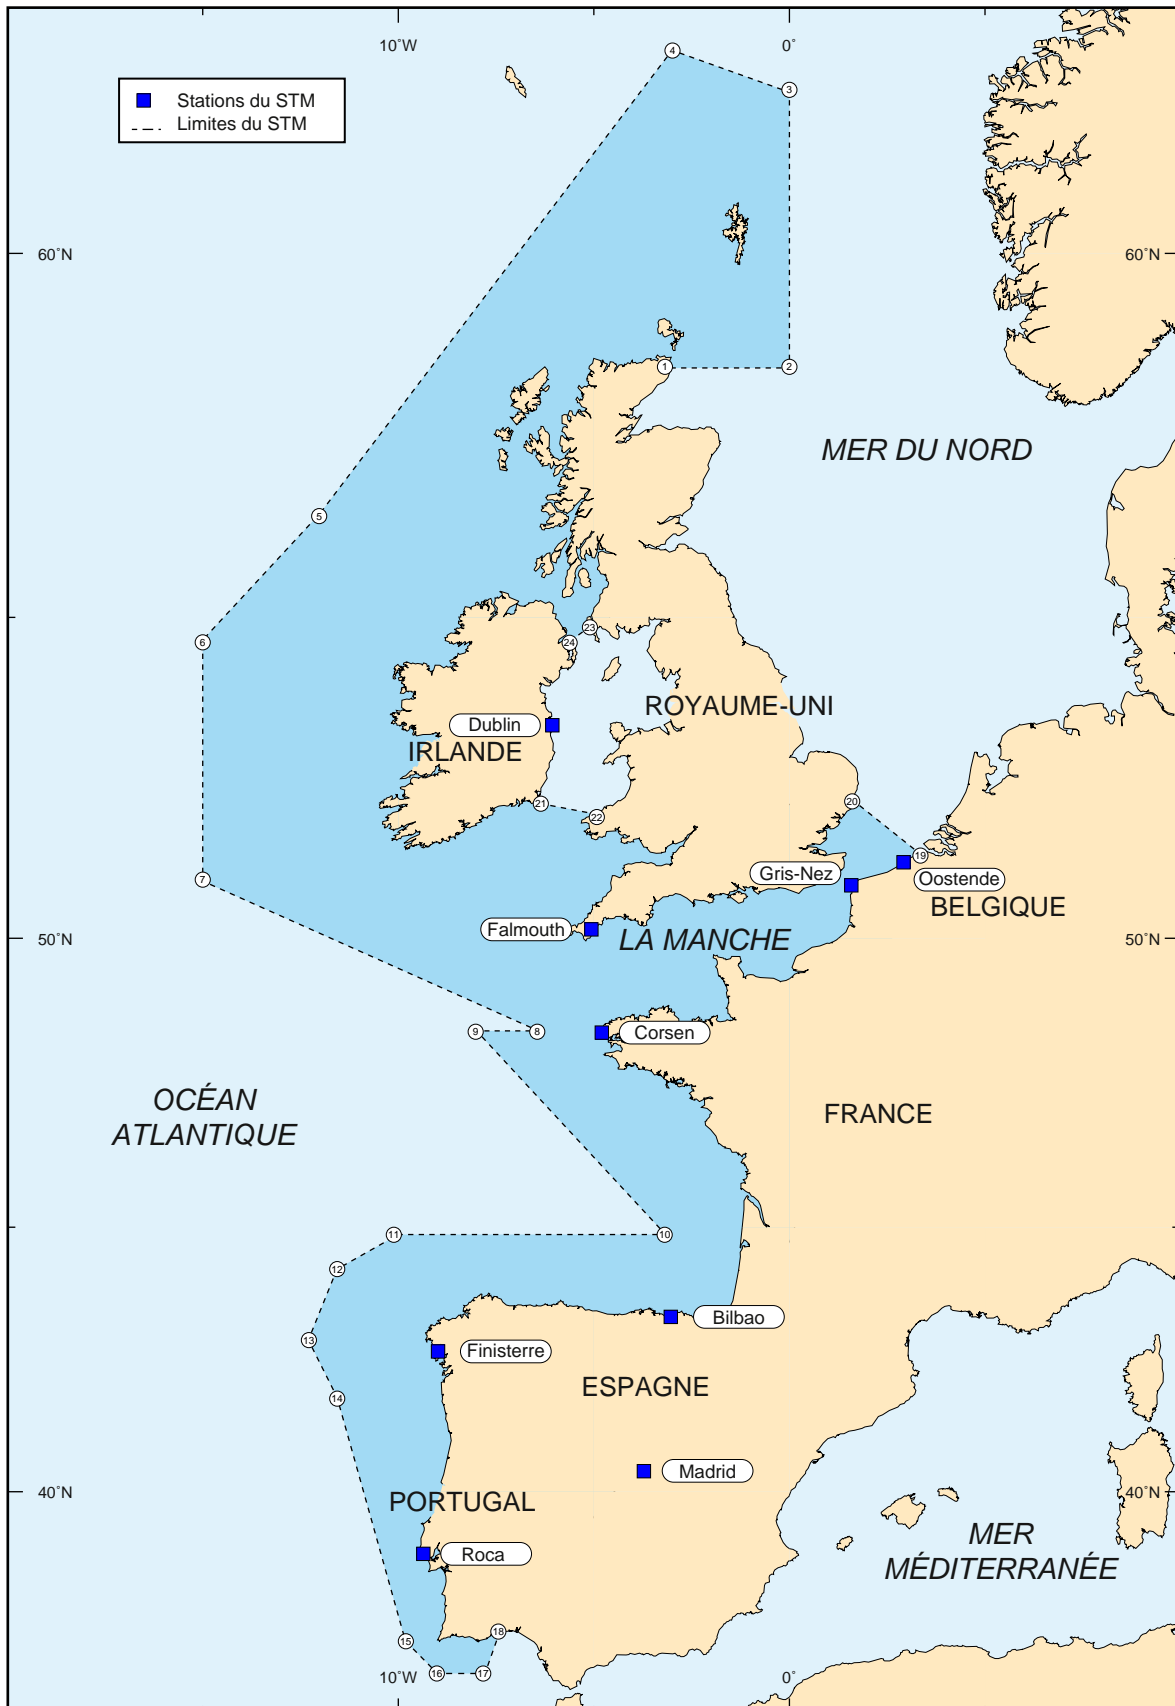 10˚W
0˚
4
3
Stations du STM
Limites du STM
60˚N
60˚N
1
2
MER DU NORD
5
23
24
6
ROYAUME-UNI
Dublin
IRLANDE
20
21
22
19
Gris-Nez
Oostende
7
BELGIQUE
Falmouth
LA MANCHE
50˚N
50˚N
9
8
Corsen
OCÉAN
ATLANTIQUE
FRANCE
11
10
12
Bilbao
13
Finisterre
ESPAGNE
14
Madrid
40˚N
PORTUGAL
40˚N
MER
MÉDITERRANÉE
Roca
18
15
16
17
10˚W
0˚